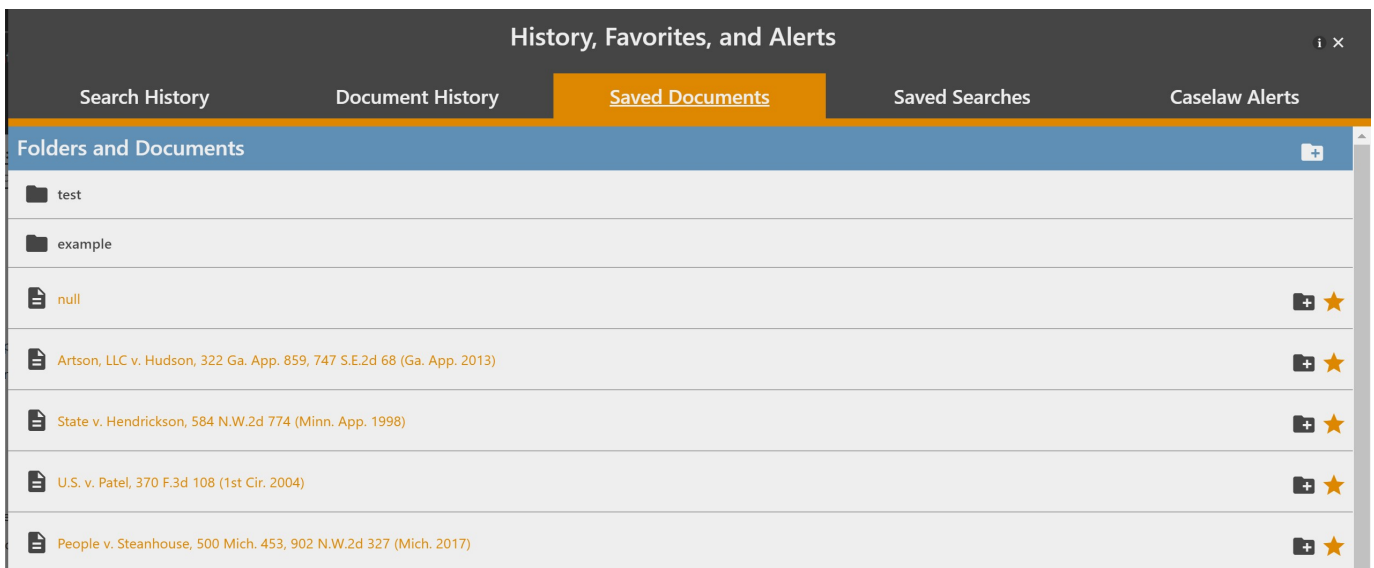 History, Favorites, and Alerts
Search History Document History Saved Documents Saved Searches Caselaw Alerts
Folders and Documents
test
example
null
Artson, LLC v. Hudson, 322 Ga. App. 859, 747 S.E.2d 68 (Ga. App. 2013)
State v. Hendrickson, 584 N.W.2d 774 (Minn. App. 1998)
U.S. v. Patel, 370 F.3d 108 (1st Cir. 2004)
People v. Steanhouse, 500 Mich. 453, 902 N.W.2d 327 (Mich. 2017)